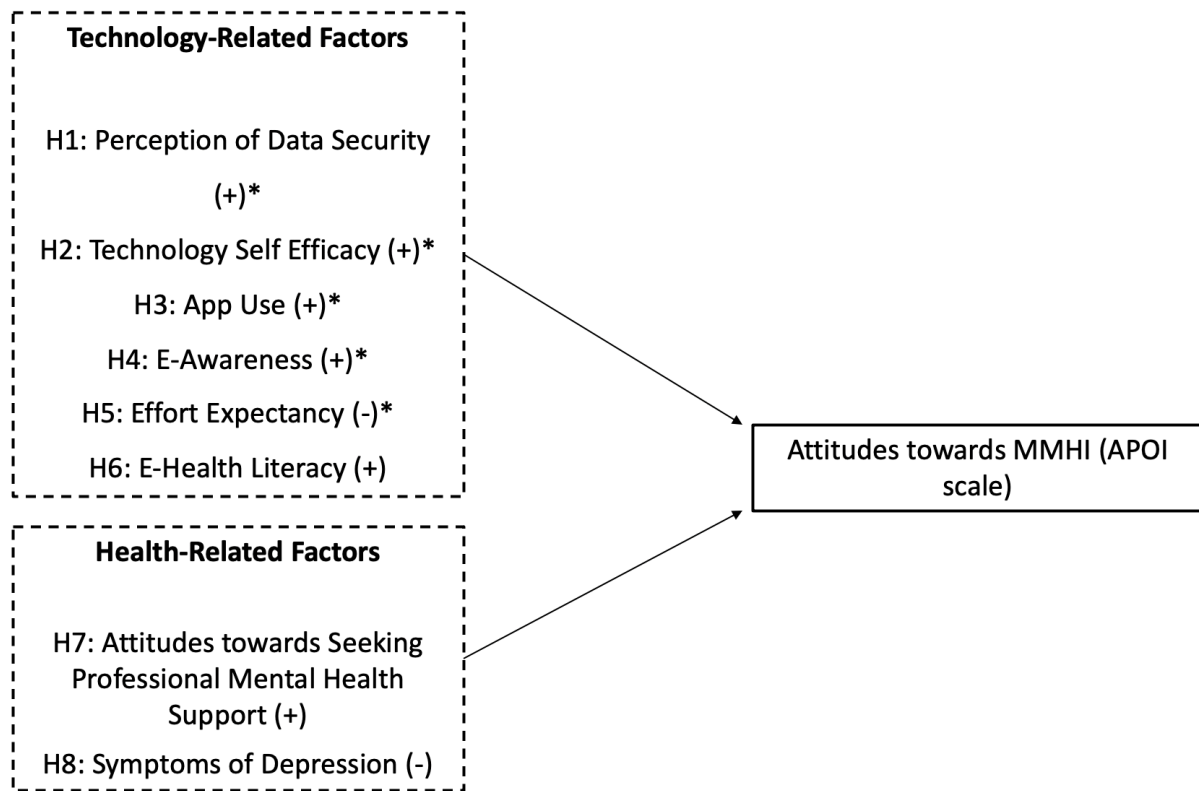 Technology-Related Factors
H1: Perception of Data Security
(+)*
H2: Technology Self Efficacy (+)*
H3: App Use (+)*
H4: E-Awareness (+)*
H5: Effort Expectancy (-)*
H6: E-Health Literacy (+)
Health-Related Factors
H7: Attitudes towards Seeking
Professional Mental Health
Support (+)
H8: Symptoms of Depression (-)
Attitudes towards MMHI (APOI
scale)